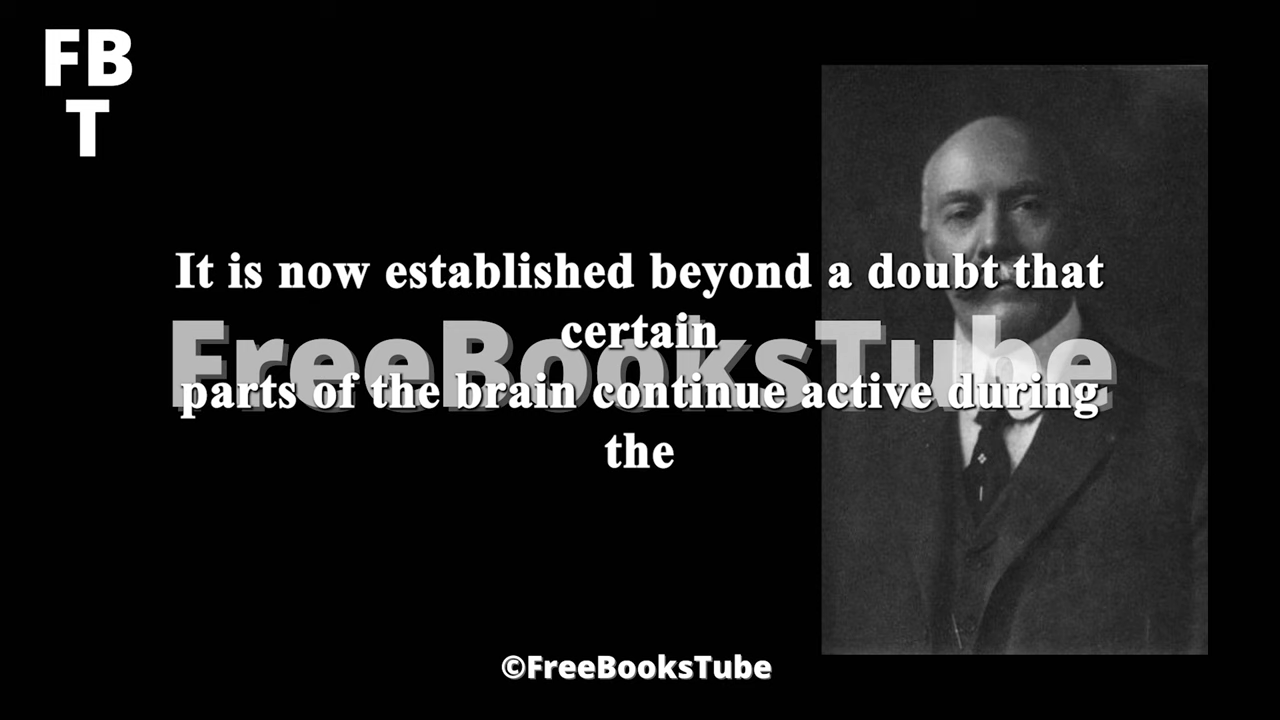 FB
T
It is now established beyond a doubt that
certain
FreeBooksTube
parts of the brain continue active during
the
©FreeBooksTube